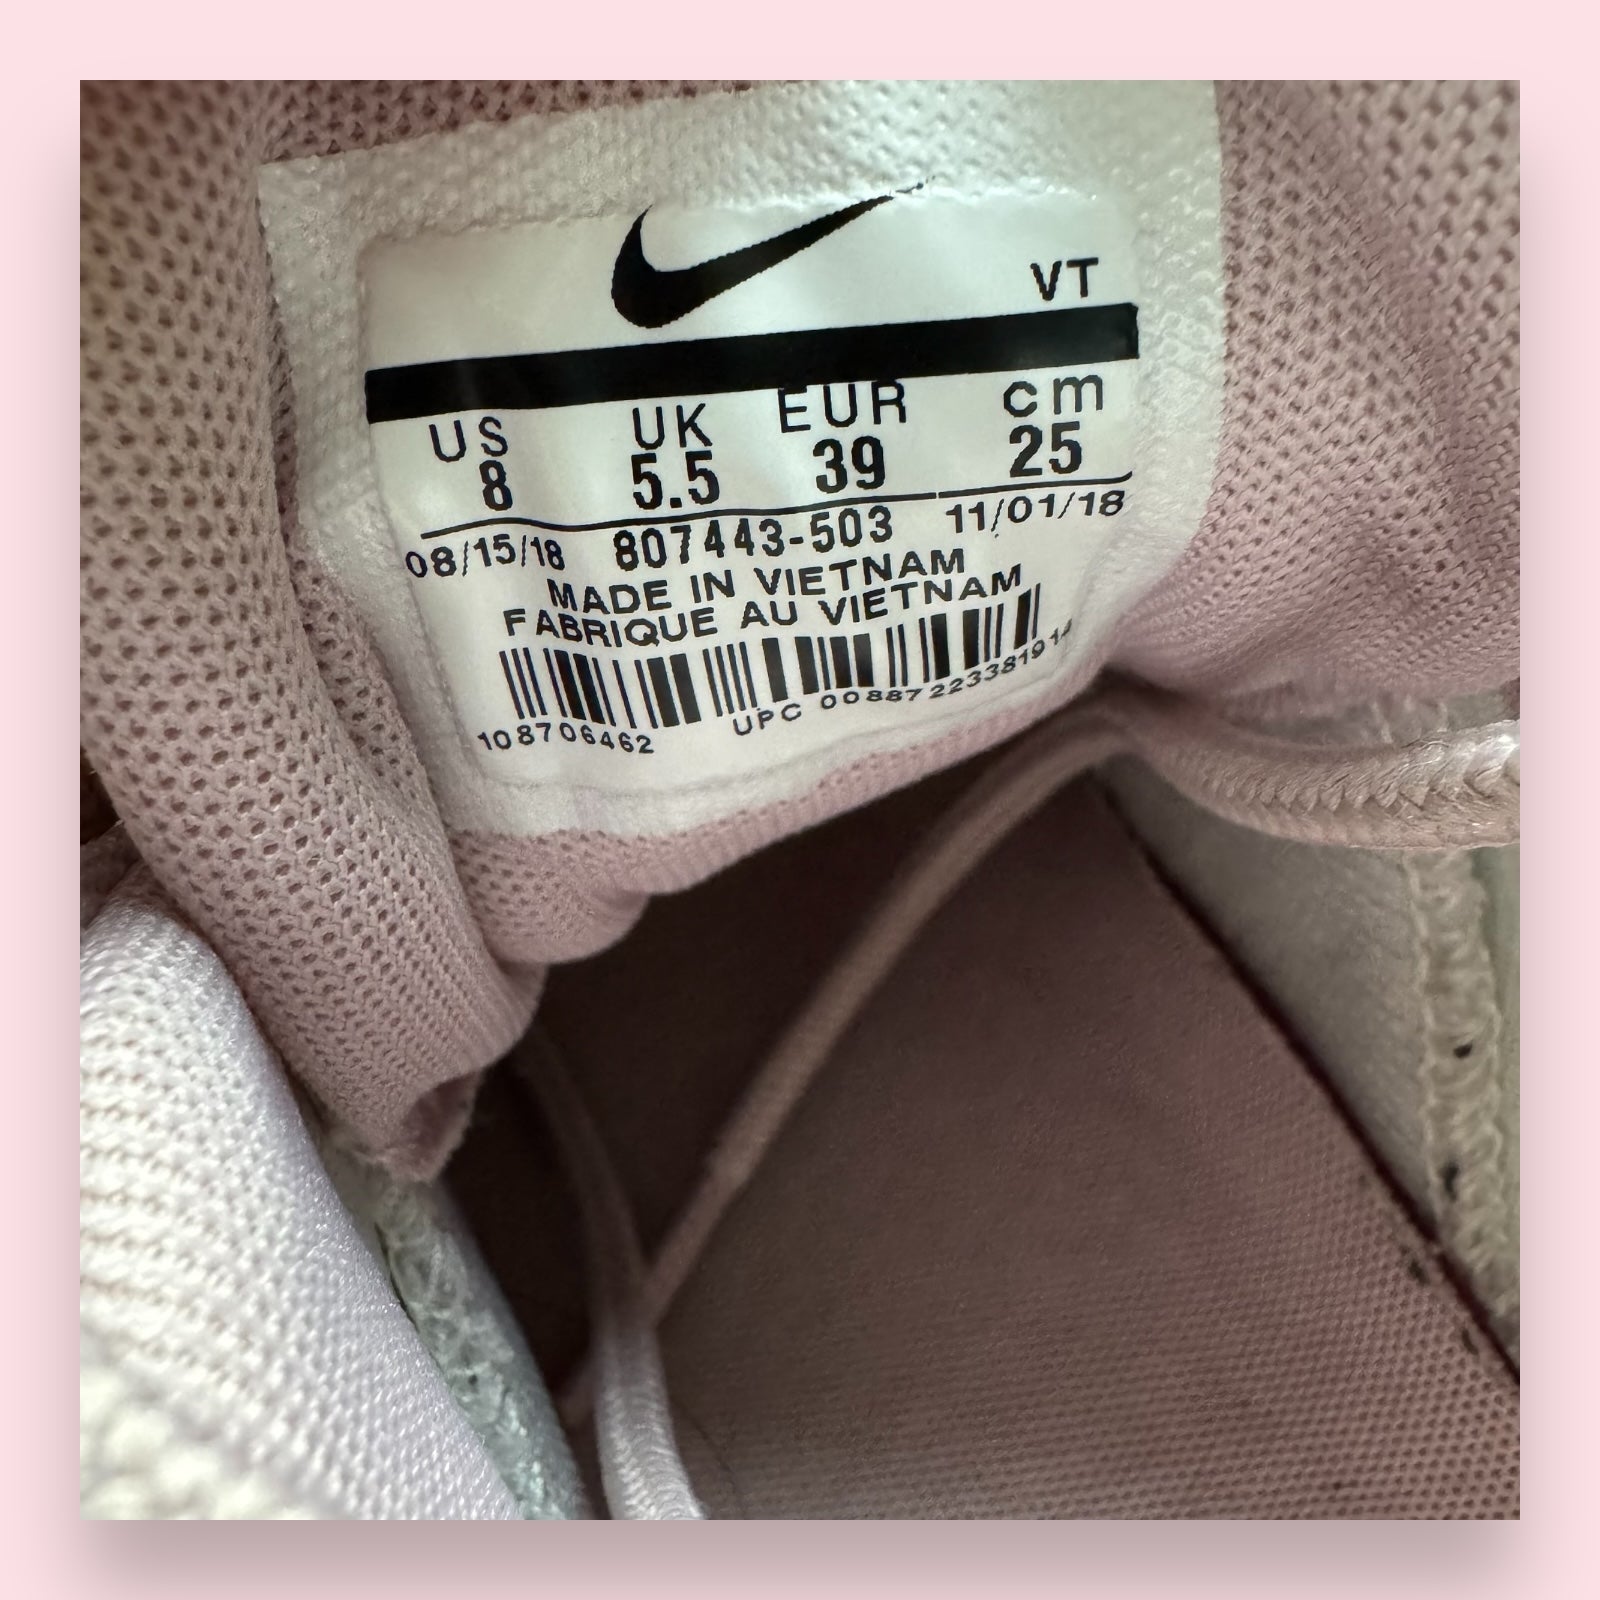 VT
US UK EUR cm
8 5.5 39 25
08/15/18 807443-503 11/01/18
MADE IN VIETNAM
FABRIQUE AU VIETNAM
108706462 UPC 00887223381914